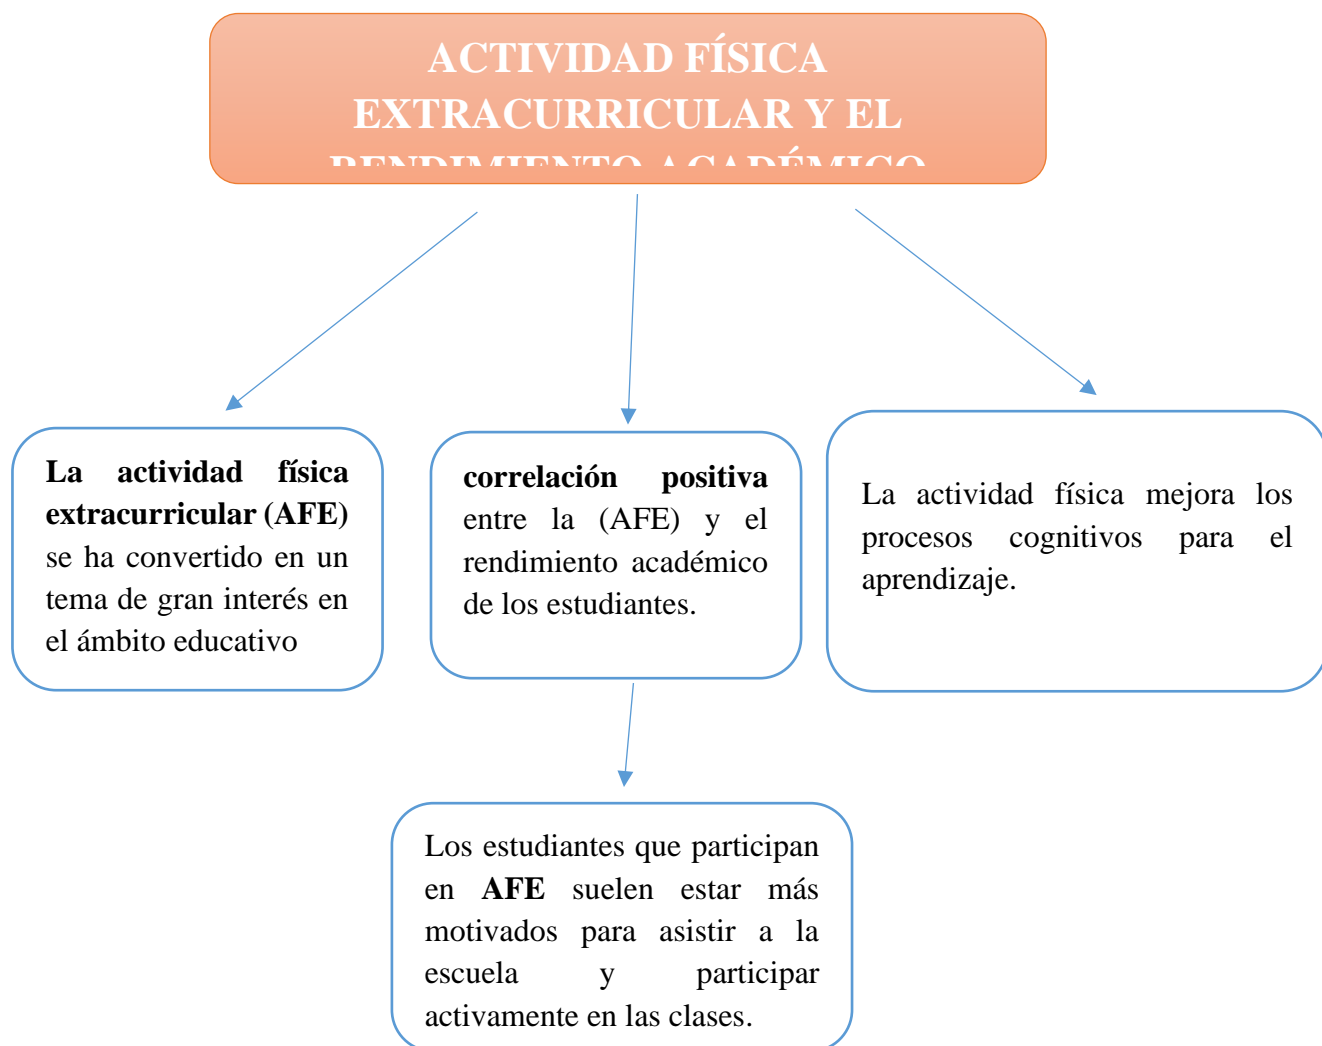 ACTIVIDAD FÍSICA
EXTRACURRICULAR Y EL
RENDIMIENTO ACADÉMICO
La actividad física
extracurricular (AFE)
se ha convertido en un
tema de gran interés en
el ámbito educativo
correlación positiva
entre la (AFE) y el
rendimiento académico
de los estudiantes.
La actividad física mejora los
procesos cognitivos para el
aprendizaje.
Los estudiantes que participan
en AFE suelen estar más
motivados para asistir a la
escuela y participar
activamente en las clases.